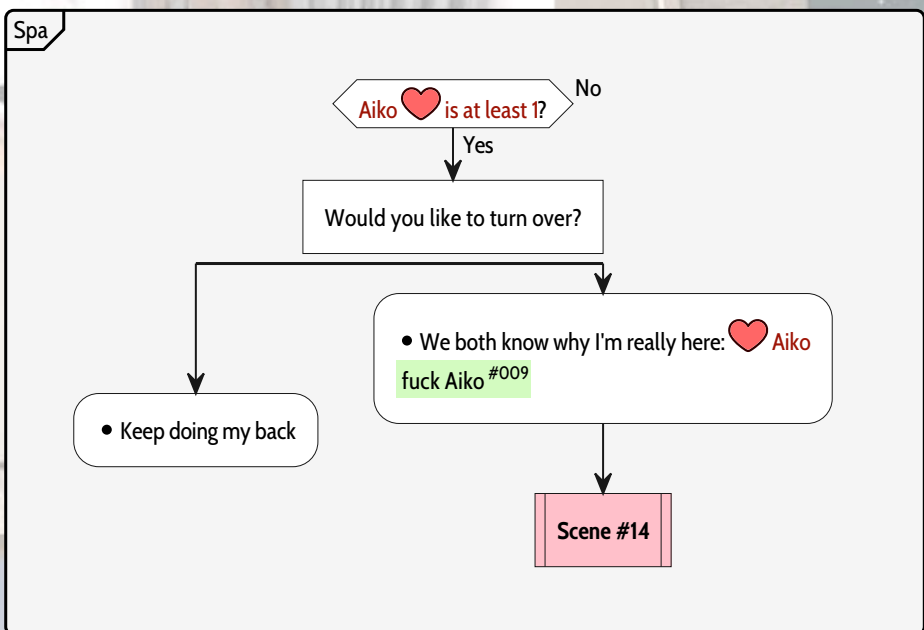 Spa
Aiko is at least 1?
No
Yes
Would you like to turn over?
• We both know why I'm really here: Aiko
fuck Aiko #009
• Keep doing my back
Scene #14